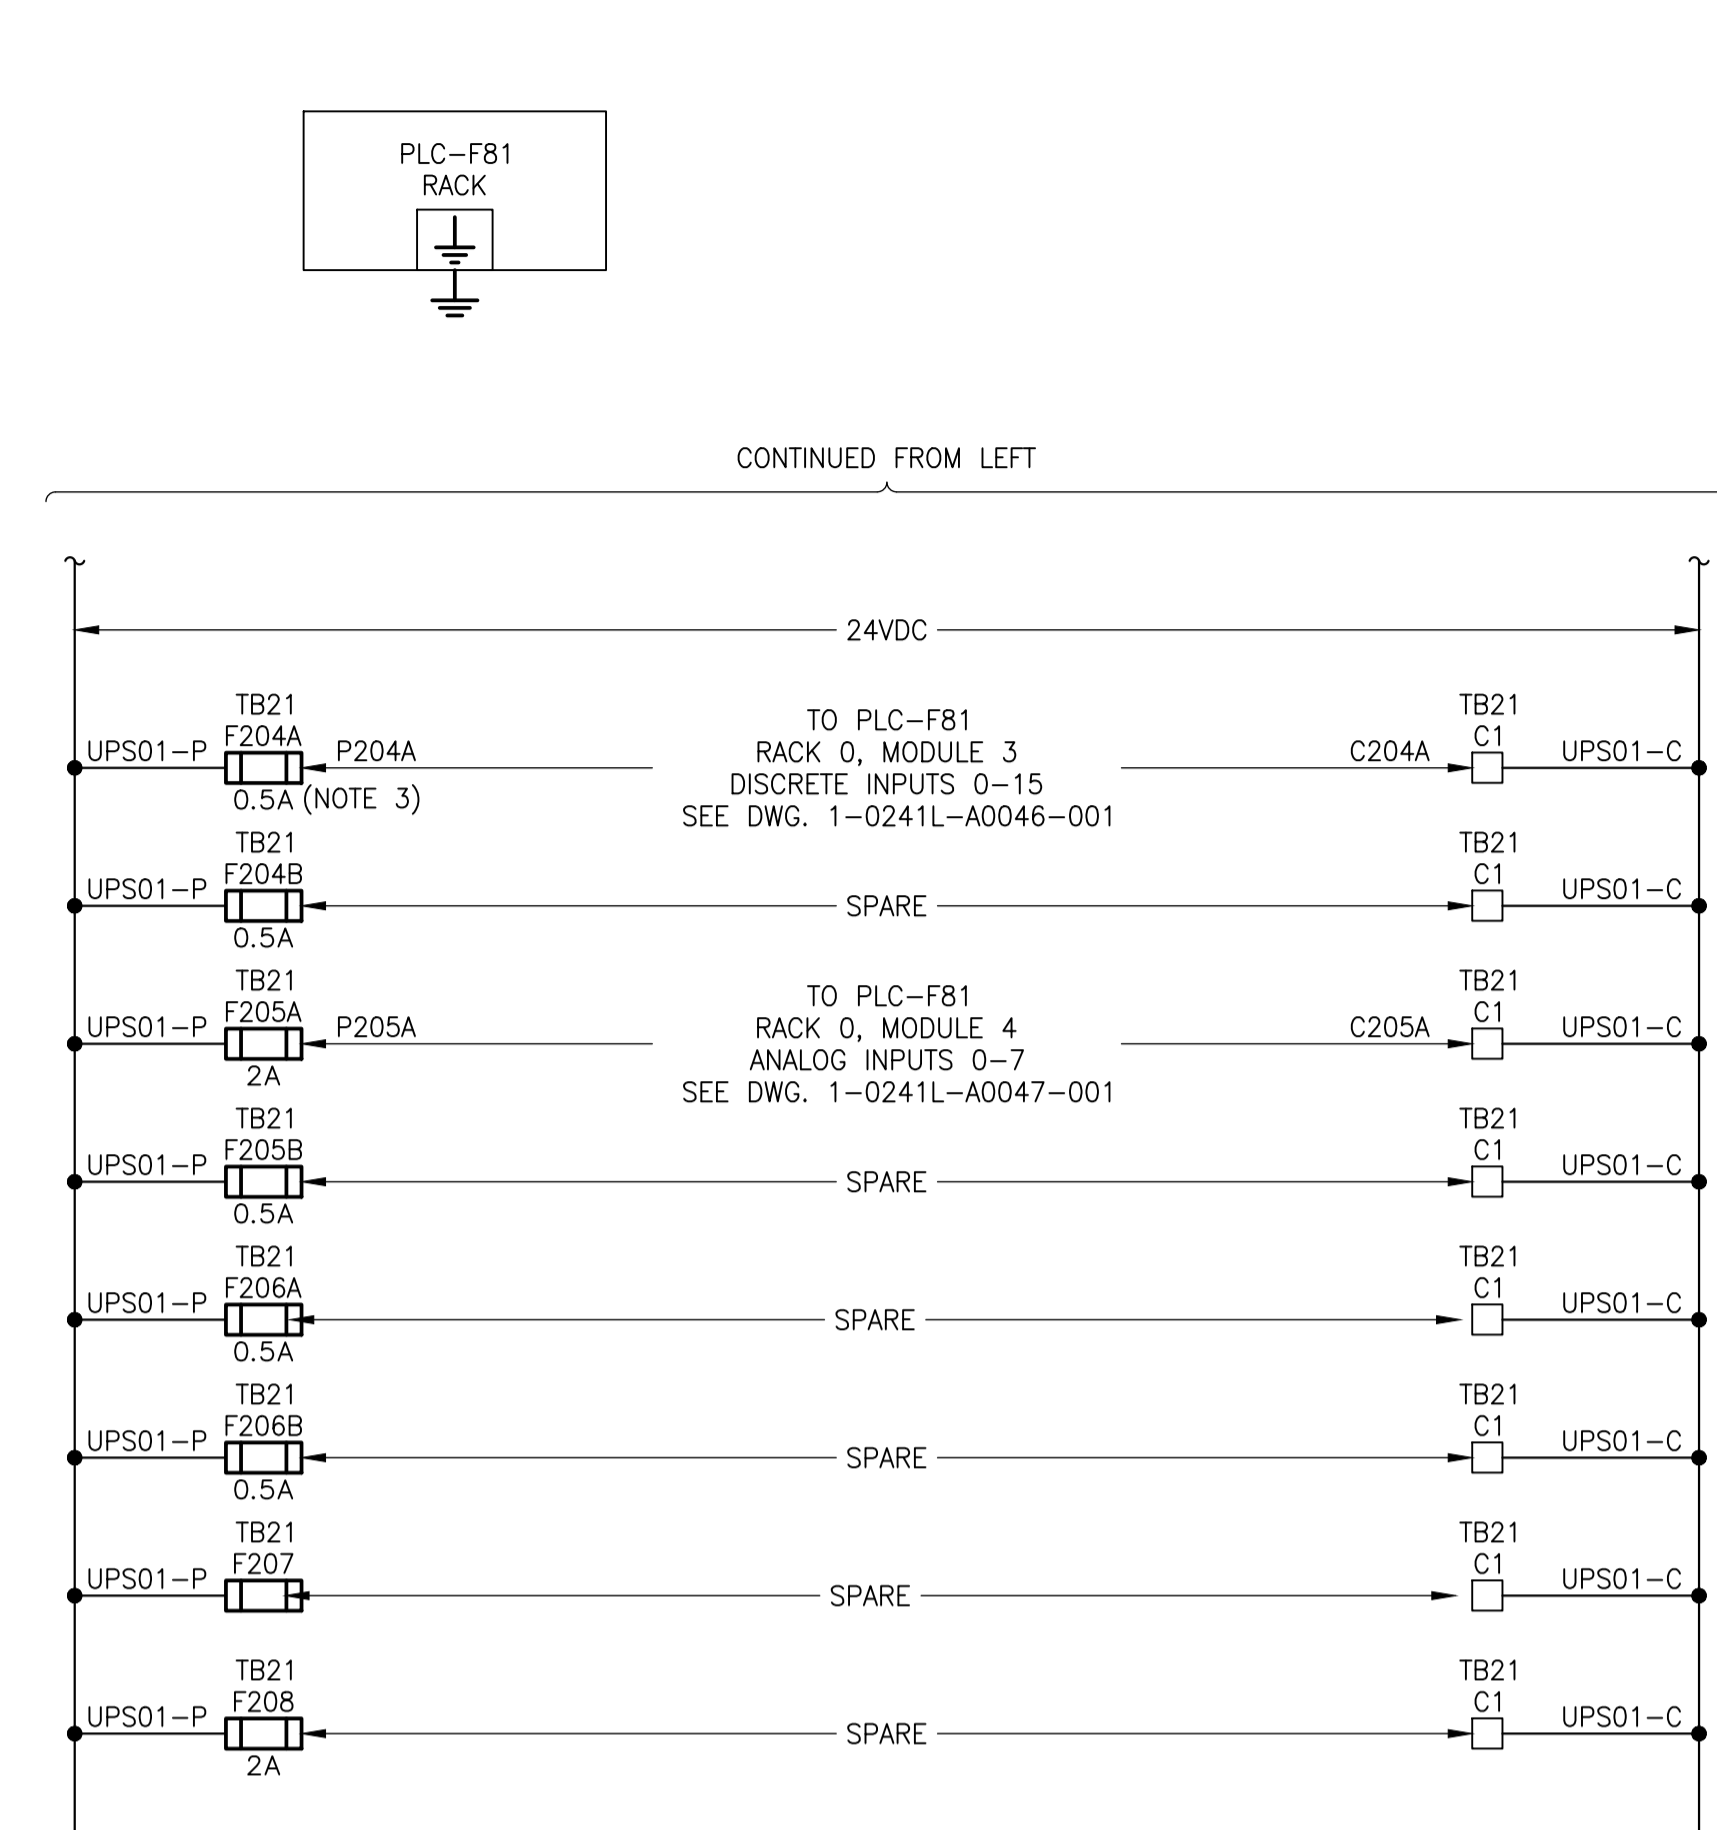 PLC-F81
RACK
CONTINUED FROM LEFT
24VDC
TB21
F204A
UPS01-P
P204A
0.5A (NOTE 3)
TO PLC-F81
RACK 0, MODULE 3
DISCRETE INPUTS 0-15
SEE DWG. 1-0241L-A0046-001
C204A
TB21
C1
UPS01-C
TB21
F204B
UPS01-P
0.5A
SPARE
TB21
C1
UPS01-C
TB21
F205A
UPS01-P
P205A
2A
TO PLC-F81
RACK 0, MODULE 4
ANALOG INPUTS 0-7
SEE DWG. 1-0241L-A0047-001
C205A
TB21
C1
UPS01-C
TB21
F205B
UPS01-P
0.5A
SPARE
TB21
C1
UPS01-C
TB21
F206A
UPS01-P
0.5A
SPARE
TB21
C1
UPS01-C
TB21
F206B
UPS01-P
0.5A
SPARE
TB21
C1
UPS01-C
TB21
F207
UPS01-P
SPARE
TB21
C1
UPS01-C
TB21
F208
UPS01-P
2A
SPARE
TB21
C1
UPS01-C